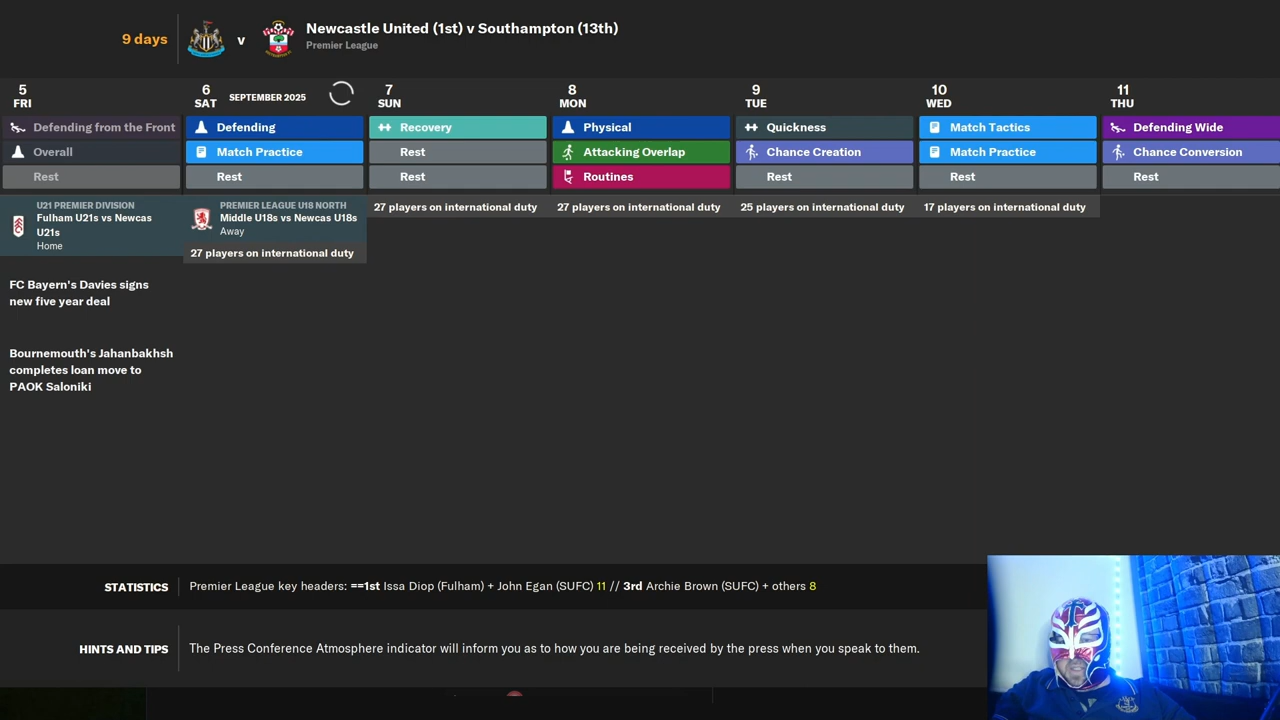 9 days
v
Newcastle United (1st) v Southampton (13th)
Premier League
5
FRI
6
SAT
SEPTEMBER 2025
7
SUN
8
MON
9
TUE
10
WED
11
THU
Defending from the Front
Defending
Recovery
Physical
Quickness
Match Tactics
Defending Wide
Overall
Match Practice
Rest
Attacking Overlap
Chance Creation
Match Practice
Chance Conversion
Rest
Rest
Rest
Routines
Rest
Rest
Rest
U21 PREMIER DIVISION
Fulham U21s vs Newcas
U21s
Home
PREMIER LEAGUE U18 NORTH
Middle U18s vs Newcas U18s
Away
27 players on international duty
27 players on international duty
27 players on international duty
25 players on international duty
17 players on international duty
FC Bayern's Davies signs
new five year deal
Bournemouth's Jahanbakhsh
completes loan move to
PAOK Saloniki
STATISTICS
Premier League key headers: ==1st Issa Diop (Fulham) + John Egan (SUFC) 11 // 3rd Archie Brown (SUFC) + others 8
HINTS AND TIPS
The Press Conference Atmosphere indicator will inform you as to how you are being received by the press when you speak to them.